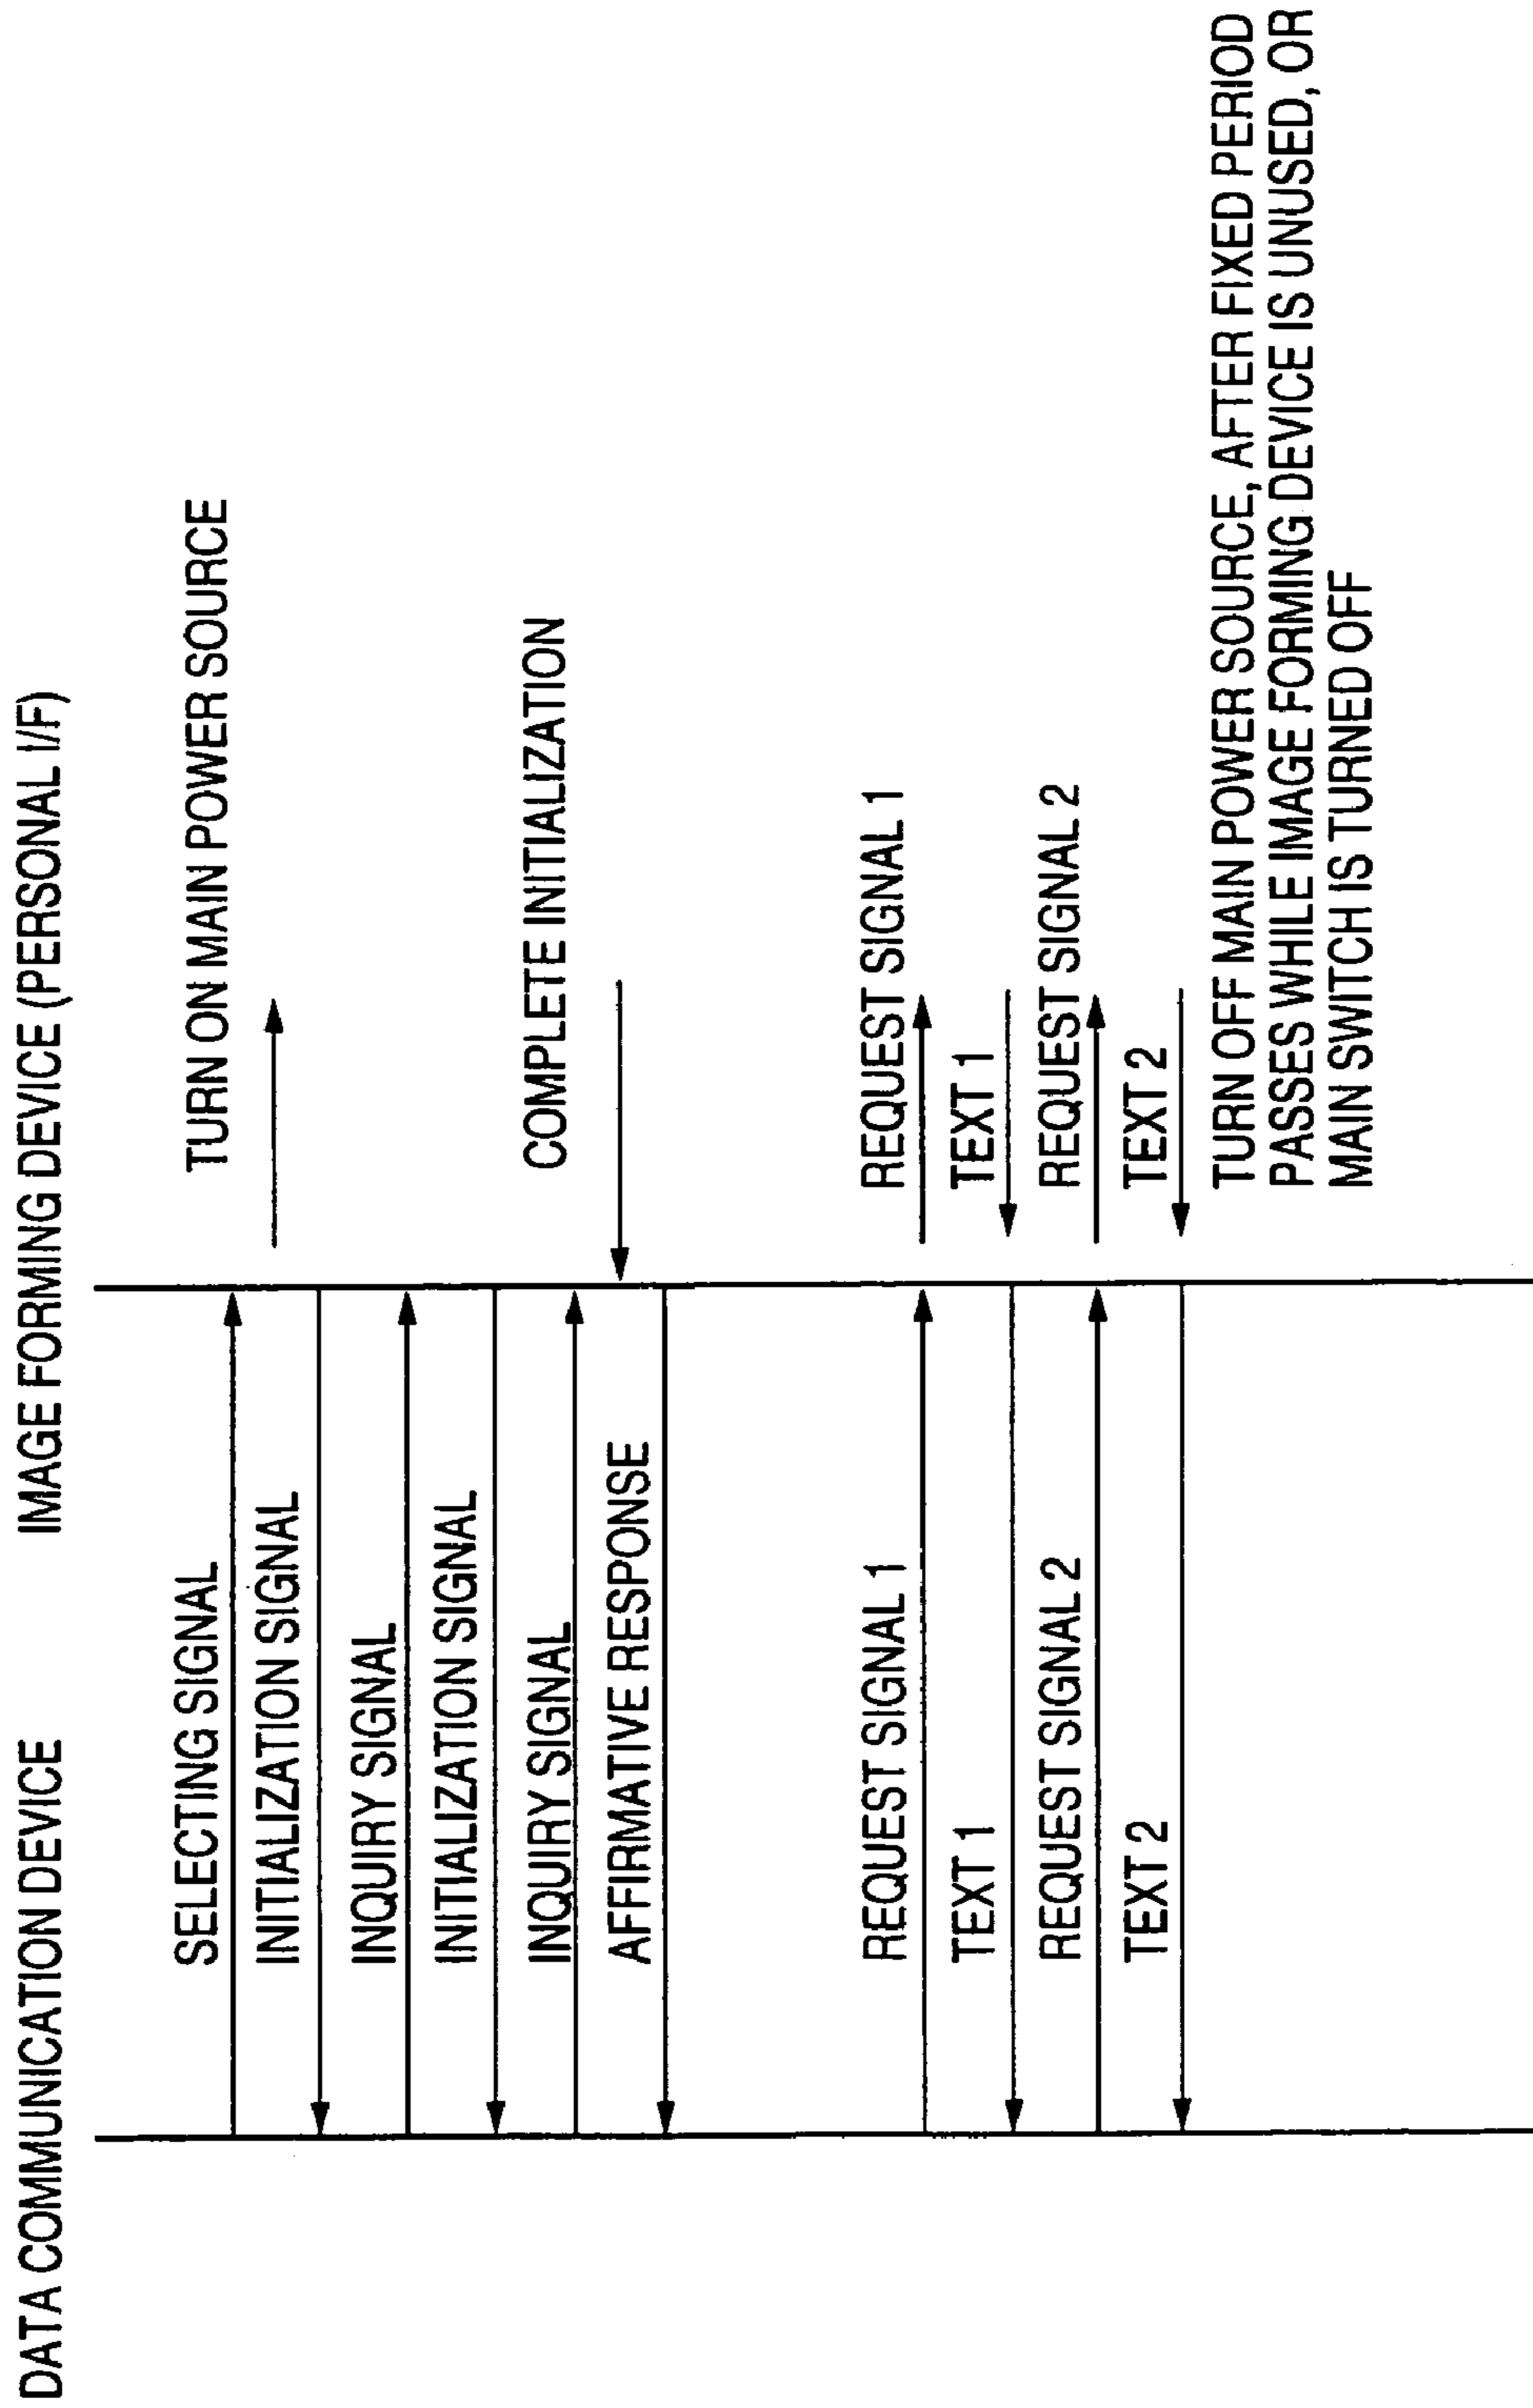 DATA COMMUNICATION DEVICE
IMAGE FORMING DEVICE (PERSONAL I/F)
SELECTING SIGNAL
TURN ON MAIN POWER SOURCE
INITIALIZATION SIGNAL
INQUIRY SIGNAL
INITIALIZATION SIGNAL
INQUIRY SIGNAL
COMPLETE INITIALIZATION
AFFIRMATIVE RESPONSE
REQUEST SIGNAL 1
REQUEST SIGNAL 1
TEXT 1
TEXT 1
REQUEST SIGNAL 2
REQUEST SIGNAL 2
TEXT 2
TEXT 2
TURN OFF MAIN POWER SOURCE, AFTER FIXED PERIOD
PASSES WHILE IMAGE FORMING DEVICE IS UNUSED, OR
MAIN SWITCH IS TURNED OFF